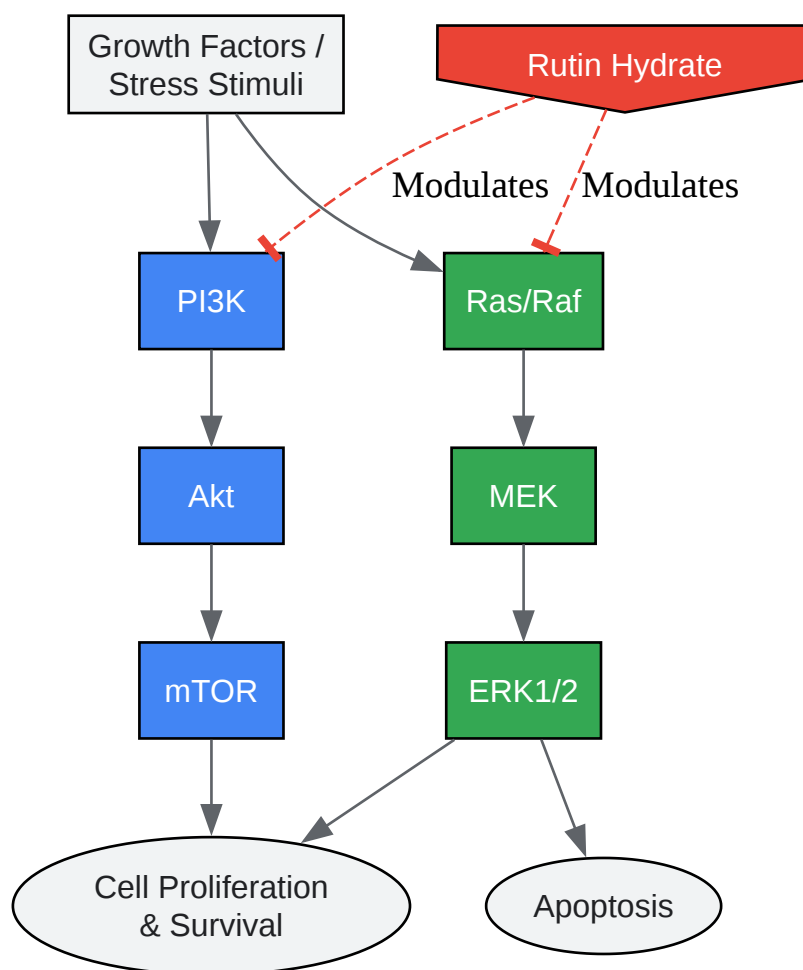 Growth Factors /
Stress Stimuli
Rutin Hydrate
Modulates
Modulates
PI3K
Ras/Raf
Akt
MEK
mTOR
ERK1/2
Cell Proliferation
& Survival
Apoptosis